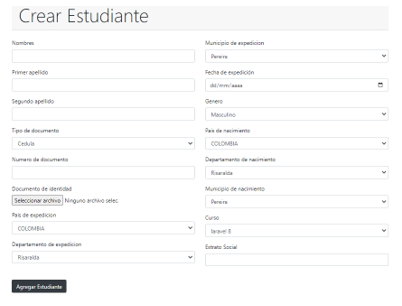 Crear Estudiante
Nombres
Primer apellido
Segundo apellido
Tipo de documento
Cedula
Numero de documento
Documento de identidad
Seleccionar archivo Ninguno archivo selec.
Pais de expedicion
COLOMBIA
Departamento de expedicion
Risaralda
Municipio de expedicion
Pereira
Fecha de expedición
dd/mm/aaaa
Genero
Masculino
Pais de nacimiento
COLOMBIA
Departamento de nacimiento
Risaralda
Municipio de nacimiento
Pereira
Curso
laravel 8
Estrato Social
Agregar Estudiante